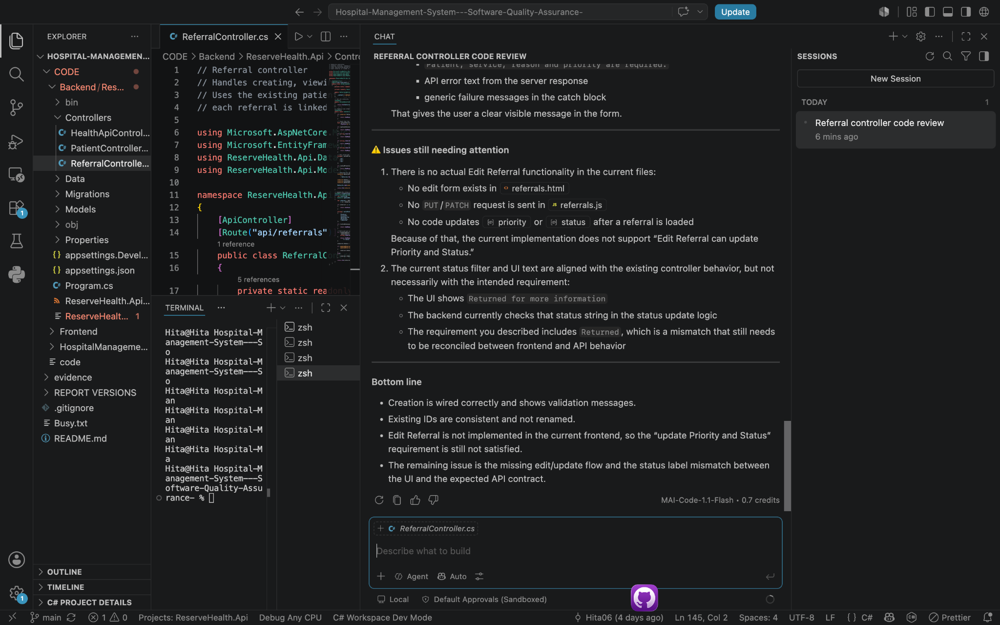 Hospital-Management-System---Software-Quality-Assurance-
Update
EXPLORER
HOSPITAL-MANAGEMEN...
CODE
Backend/Res...
bin
Controllers
HealthApiControl...
PatientController...
ReferralControlle...
Data
Migrations
Models
obj
Properties
appsettings.Devel...
appsettings.json
Program.cs
ReserveHealth.Api...
ReserveHealt... 1
Frontend
HospitalManageme...
code
evidence
REPORT VERSIONS
.gitignore
Busy.txt
README.md
OUTLINE
TIMELINE
C# PROJECT DETAILS
1
1
ReferralController.cs
CODE > Backend > ReserveHealth.Api > Contro
1 // Referral controller
2 // Handles creating, viewi
3 // Uses the existing patie
4 // each referral is linked
5
6 using Microsoft.AspNetCore.
7 using Microsoft.EntityFram
8 using ReserveHealth.Api.Da
9 using ReserveHealth.Api.Mo
10
11 namespace ReserveHealth.Ap
12 {
13 [ApiController]
14 [Route("api/referrals")]
1 reference
15 public class ReferralCo
16 {
5 references
17 private static readonly
TERMINAL
Hita@Hita Hospital-M
anagement-System---S
o
Hita@Hita Hospital-M
anagement-System---S
o
Hita@Hita Hospital-M
an
Hita@Hita Hospital-M
an
Hita@Hita Hospital-M
an
Hita@Hita Hospital-M
a
Hita@Hita Hospital-M
anagement-System---S
oftware-Quality-Assu
rance- %
zsh
zsh
zsh
zsh
CHAT
REFERRAL CONTROLLER CODE REVIEW
Patient, service, reason and priority are required.
API error text from the server response
generic failure messages in the catch block
That gives the user a clear visible message in the form.
⚠ Issues still needing attention
1. There is no actual Edit Referral functionality in the current files:
No edit form exists in referrals.html
No PUT/PATCH request is sent in JS referrals.js
No code updates priority or status after a referral is loaded
Because of that, the current implementation does not support “Edit Referral can update
Priority and Status.”
2. The current status filter and UI text are aligned with the existing controller behavior, but not
necessarily with the intended requirement:
The UI shows Returned for more information
The backend currently checks that status string in the status update logic
The requirement you described includes Returned, which is a mismatch that still needs
to be reconciled between frontend and API behavior
Bottom line
• Creation is wired correctly and shows validation messages.
• Existing IDs are consistent and not renamed.
• Edit Referral is not implemented in the current frontend, so the “update Priority and Status”
requirement is still not satisfied.
• The remaining issue is the missing edit/update flow and the status label mismatch between
the UI and the expected API contract.
MAI-Code-1.1-Flash • 0.7 credits
ReferralController.cs
Describe what to build
Agent Auto
Local Default Approvals (Sandboxed)
SESSIONS
New Session
TODAY 1
Referral controller code review
6 mins ago
main 1 0 Projects: ReserveHealth.Api Debug Any CPU C# Workspace Dev Mode Hita06 (4 days ago) Ln 145, Col 2 Spaces: 4 UTF-8 LF {} C# Prettier